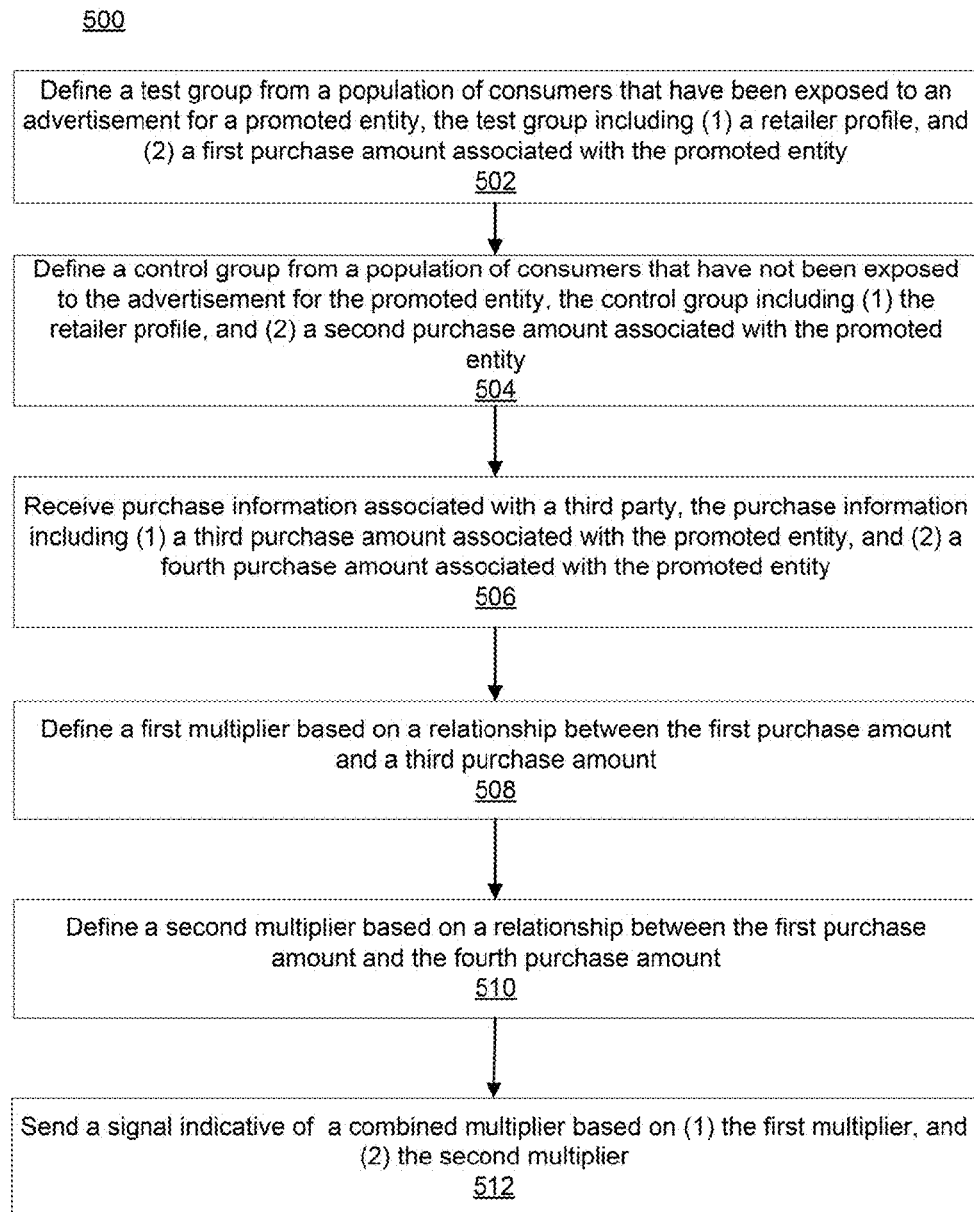 500
Define a test group from a population of consumers that have been exposed to an
advertisement for a promoted entity, the test group including (1) a retailer profile, and
(2) a first purchase amount associated with the promoted entity
502
Define a control group from a population of consumers that have not been exposed
to the advertisement for the promoted entity, the control group including (1) the
retailer profile, and (2) a second purchase amount associated with the promoted
entity
504
Receive purchase information associated with a third party, the purchase information
including (1) a third purchase amount associated with the promoted entity, and (2) a
fourth purchase amount associated with the promoted entity
506
Define a first multiplier based on a relationship between the first purchase amount
and a third purchase amount
508
Define a second multiplier based on a relationship between the first purchase
amount and the fourth purchase amount
510
Send a signal indicative of a combined multiplier based on (1) the first multiplier, and
(2) the second multiplier
512